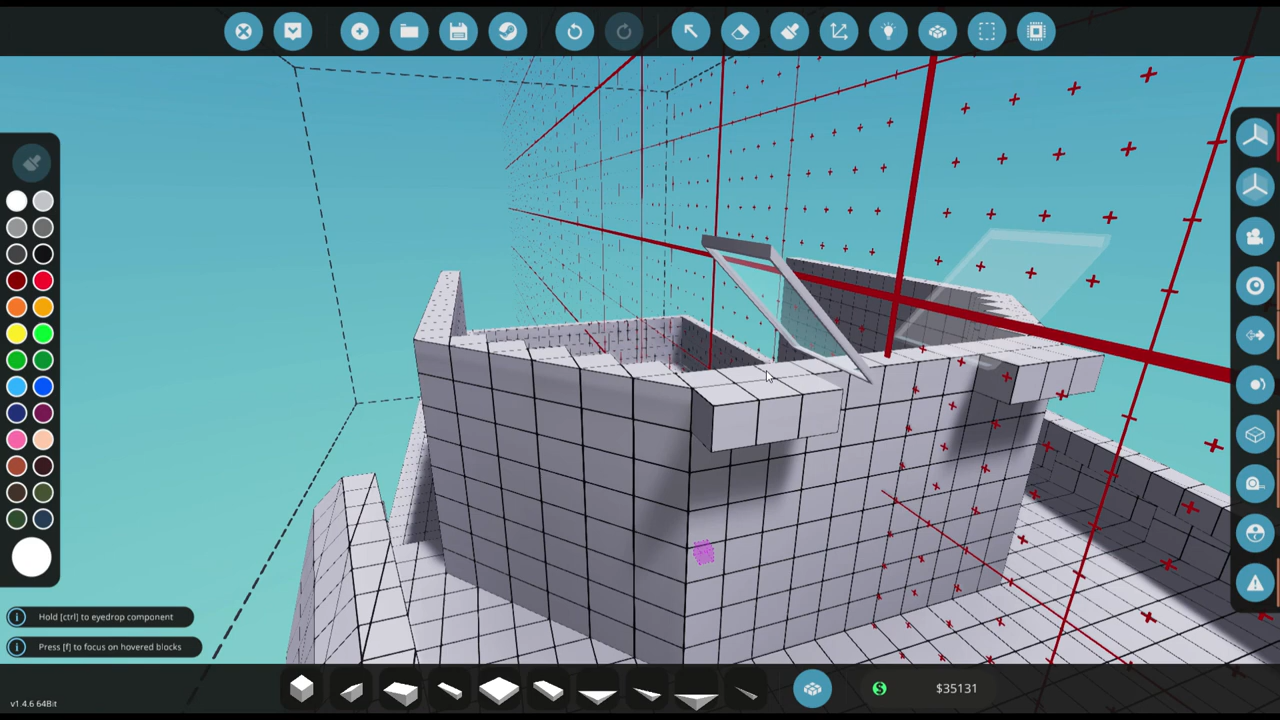 Hold [ctrl] to eyedrop component
Press [f] to focus on hovered blocks
v1.4.6 64Bit
$35131